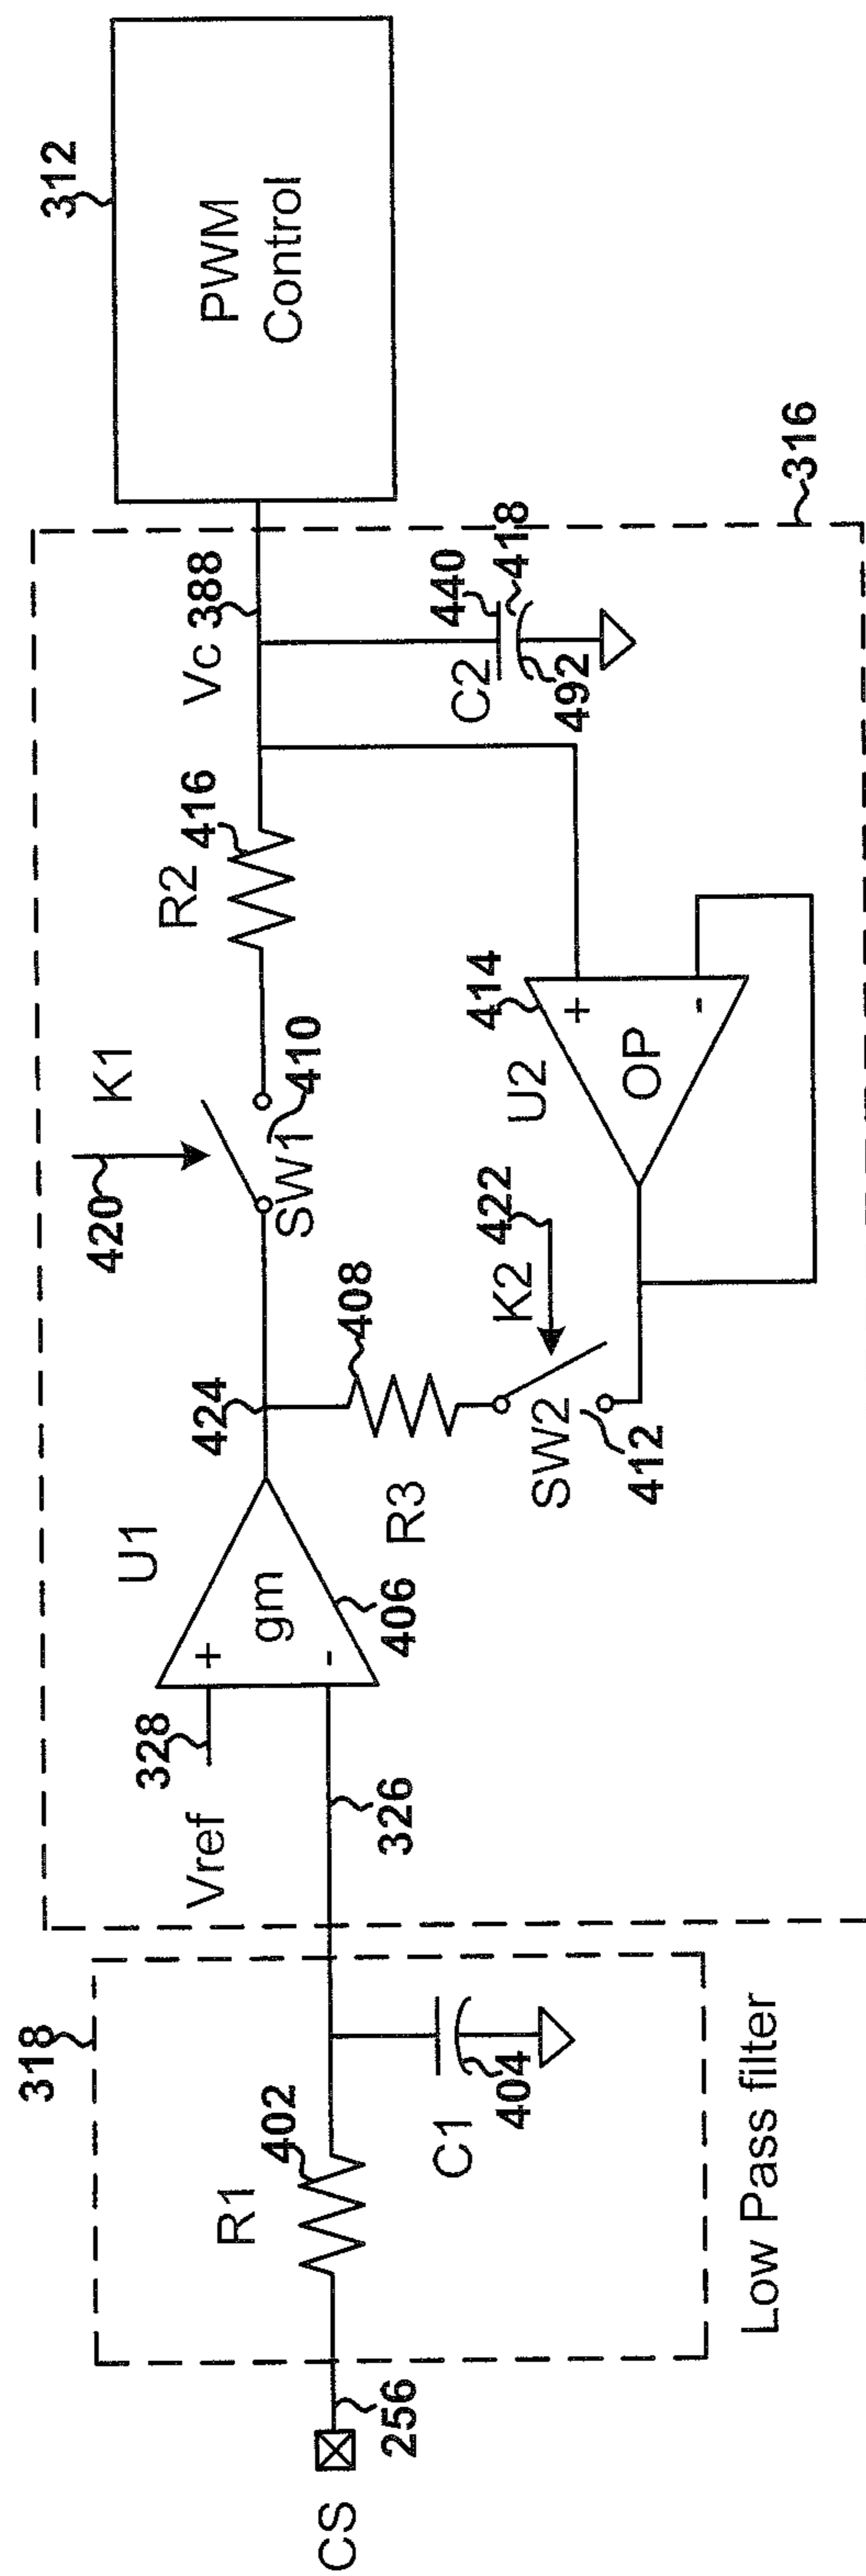 312
PWM
Control
316
Vc
388
440
418
C2
492
R2
416
K1
420
SW1
410
414
U2
+
-
OP
422
K2
SW2
412
408
424
R3
U1
gm
+
-
406
328
Vref
326
318
R1
402
C1
404
Low Pass filter
256
CS